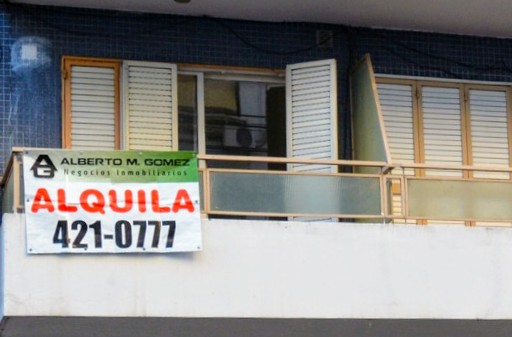 AG ALBERTO M. GOMEZ
Negocios Inmobiliarios
ALQUILA
421-0777